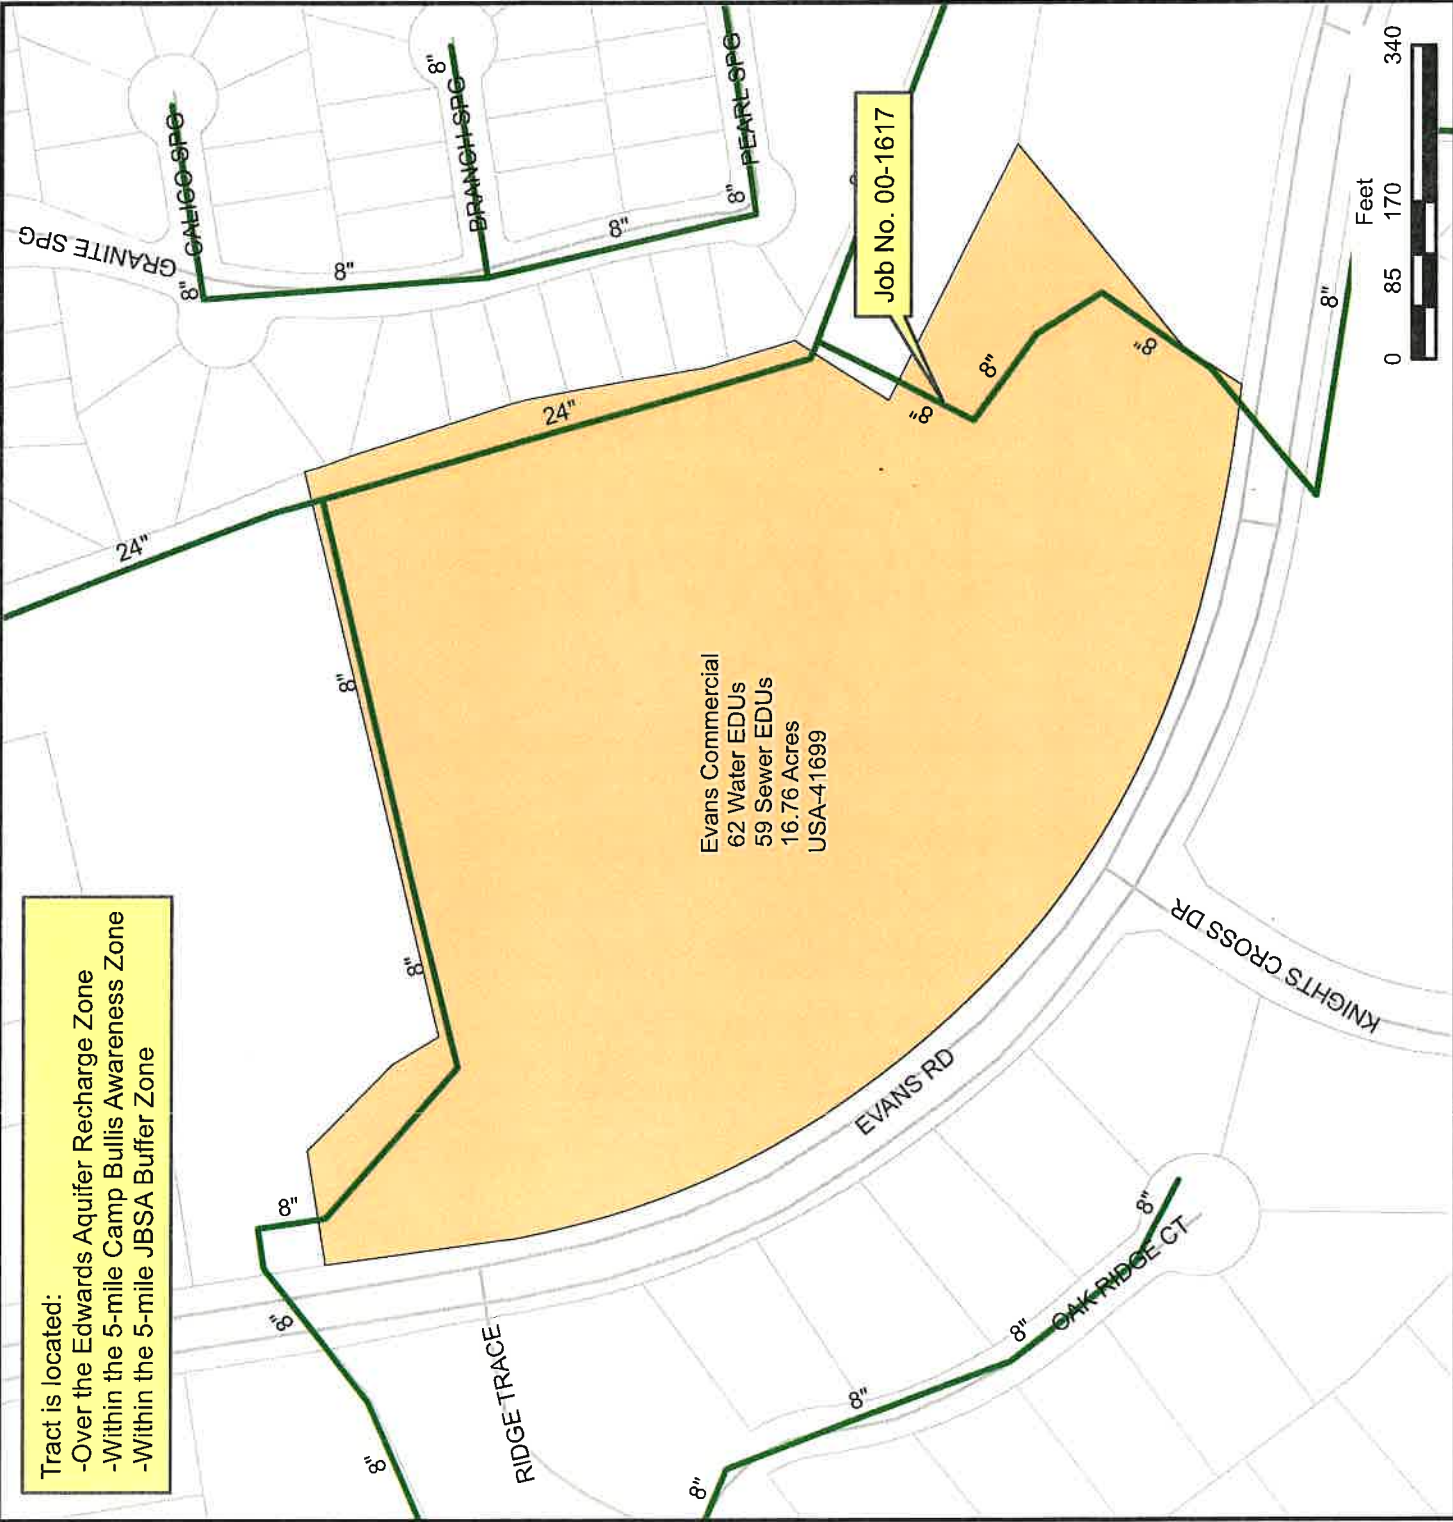 Tract is located:
-Over the Edwards Aquifer Recharge Zone
-Within the 5-mile Camp Bullis Awareness Zone
-Within the 5-mile JBSA Buffer Zone
8"
8"
8"
RIDGE TRACE
8"
8"
8"
8"
OAK RIDGE CT
EVANS RD
KNIGHTS CROSS DR
8"
8"
24"
24"
Evans Commercial
62 Water EDUs
59 Sewer EDUs
16.76 Acres
USA-41699
GRANITE SPG
8"
CALICO SPG
8"
BRANCH SPG
8"
8"
8"
PEARL SPG
Job No. 00-1617
8"
8"
8"
8"
Feet
0 85 170 340